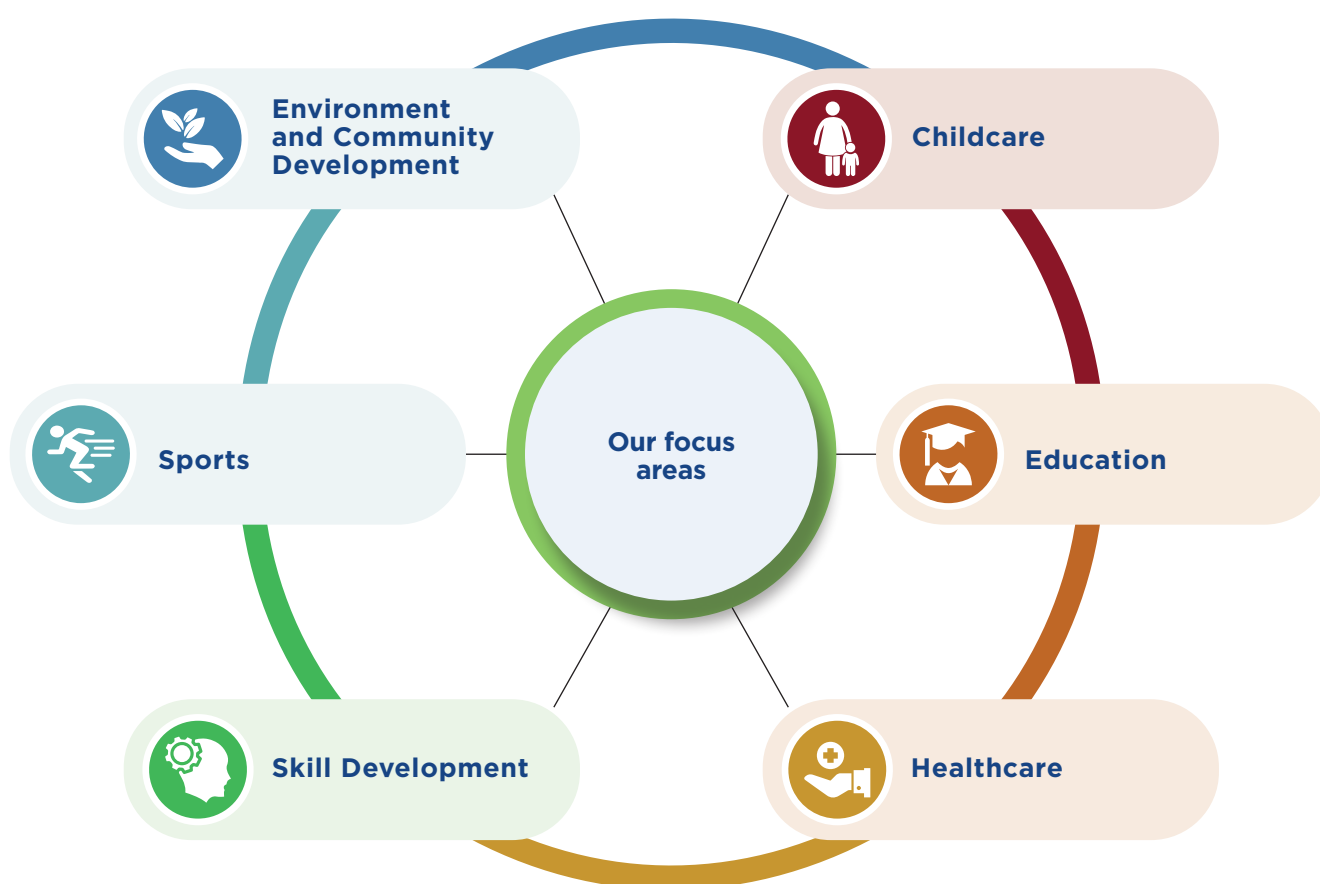 Environment
and Community
Development
Childcare
Sports
Our focus
areas
Education
Skill Development
Healthcare